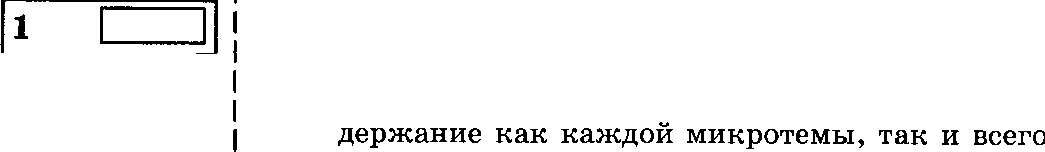 1
держание как каждой микротемы, так и всего